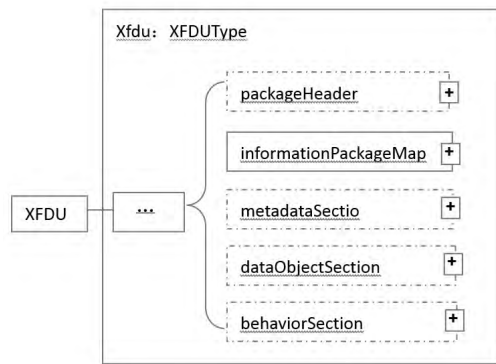 Xfdu：XFDUType
packageHeader
+
informationPackageMap
+
XFDU
...
metadataSectio
+
dataObjectSection
+
behaviorSection
+